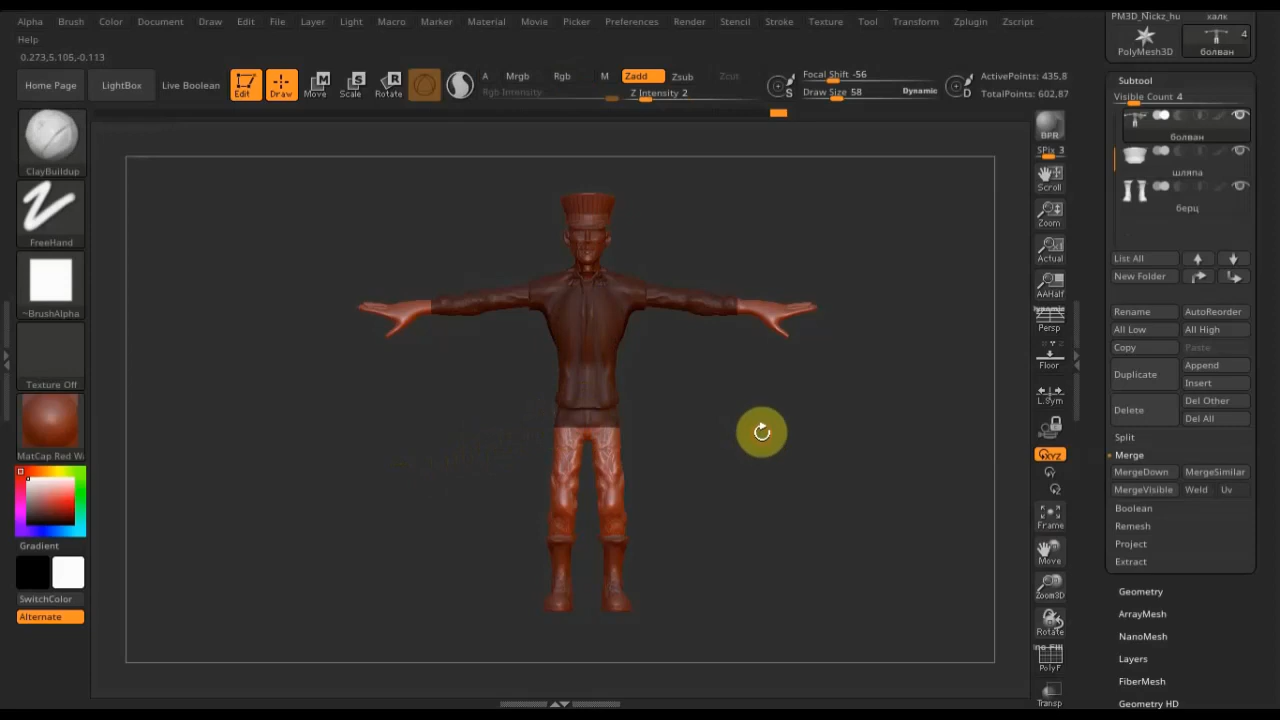 Alpha Brush Color Document Draw Edit File Layer Light Macro Marker Material Movie Picker Preferences Render Stencil Stroke Texture Tool Transform Zplugin Zscript
Help
0.273,5.105,-0.113
Home Page
LightBox
Live Boolean
Edit
Draw
Move
Scale
Rotate
A
Mrgb
Rgb
M
Zadd
Zsub
Zcut
Rgb Intensity
Z Intensity 2
Focal Shift -56
Draw Size 58
Dynamic
S
D
ActivePoints: 435,8
TotalPoints: 602,87
ClayBuildup
FreeHand
~BrushAlpha
Texture Off
MatCap Red W
Gradient
SwitchColor
Alternate
BPR
SPix 3
Scroll
Zoom
Actual
AAHalf
Dynamic
Persp
Floor
L.Sym
XYZ
Y
Z
Frame
Move
Zoom3D
Rotate
PolyF
Transp
PM3D_Nickz_hu
халк
PolyMesh3D
4
болван
Subtool
Visible Count 4
болван
шляпа
берц
List All
New Folder
Rename
AutoReorder
All Low
All High
Copy
Paste
Duplicate
Append
Insert
Delete
Del Other
Del All
Split
Merge
MergeDown
MergeSimilar
MergeVisible
Weld
Uv
Boolean
Remesh
Project
Extract
Geometry
ArrayMesh
NanoMesh
Layers
FiberMesh
Geometry HD